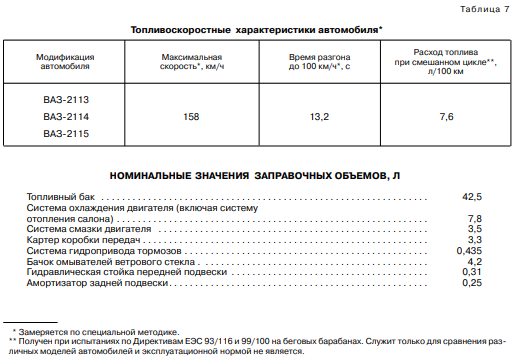 Таблица 7
Топливоскоростные характеристики автомобиля*
Модификация автомобиля
Максимальная скорость*, км/ч
Время разгона до 100 км/ч*, с
Расход топлива при смешанном цикле**, л/100 км
ВАЗ-2113
ВАЗ-2114 158 13,2 7,6
ВАЗ-2115
НОМИНАЛЬНЫЕ ЗНАЧЕНИЯ ЗАПРАВОЧНЫХ ОБЪЕМОВ, Л
Топливный бак 42,5
Система охлаждения двигателя (включая систему
отопления салона) 7,8
Система смазки двигателя 3,5
Картер коробки передач 3,3
Система гидропривода тормозов 0,435
Бачок омывателей ветрового стекла 4,2
Гидравлическая стойка передней подвески 0,31
Амортизатор задней подвески 0,25
* Замеряется по специальной методике.
** Получен при испытаниях по Директивам ЕЭС 93/116 и 99/100 на беговых барабанах. Служит только для сравнения раз-
личных моделей автомобилей и эксплуатационной нормой не является.